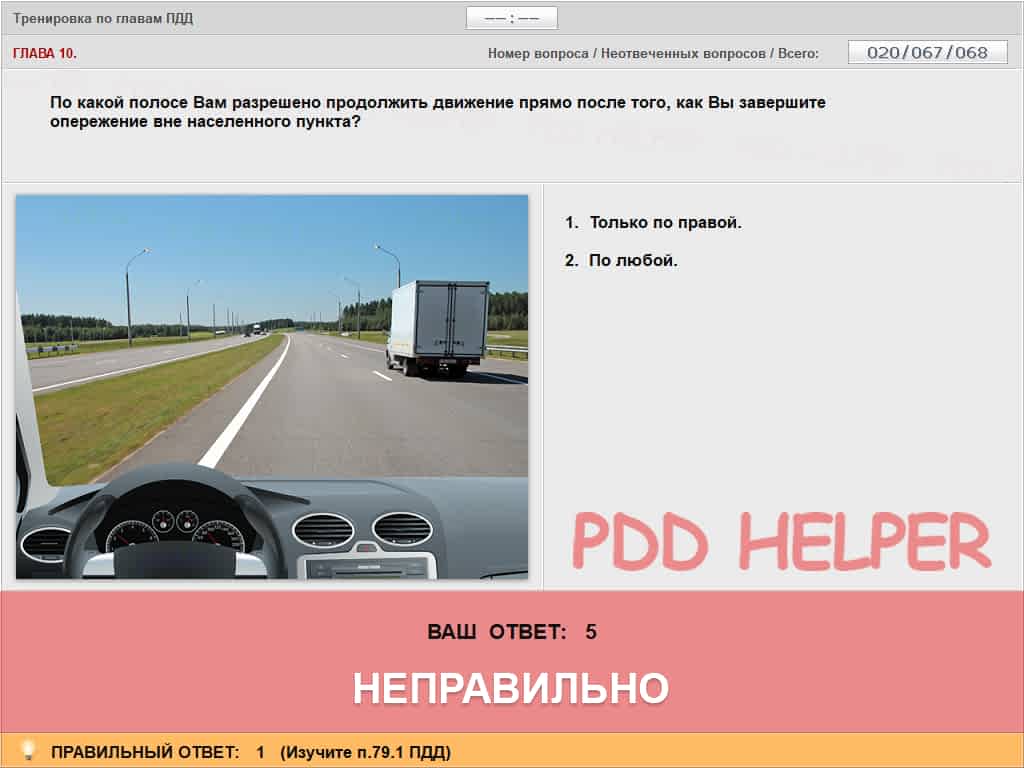 Тренировка по главам ПДД
—— : ——
ГЛАВА 10.
Номер вопроса / Неотвеченных вопросов / Всего:
020/067/068
По какой полосе Вам разрешено продолжить движение прямо после того, как Вы завершите
опережение вне населенного пункта?
1. Только по правой.
2. По любой.
PDD HELPER
ВАШ ОТВЕТ: 5
НЕПРАВИЛЬНО
ПРАВИЛЬНЫЙ ОТВЕТ: 1 (Изучите п.79.1 ПДД)